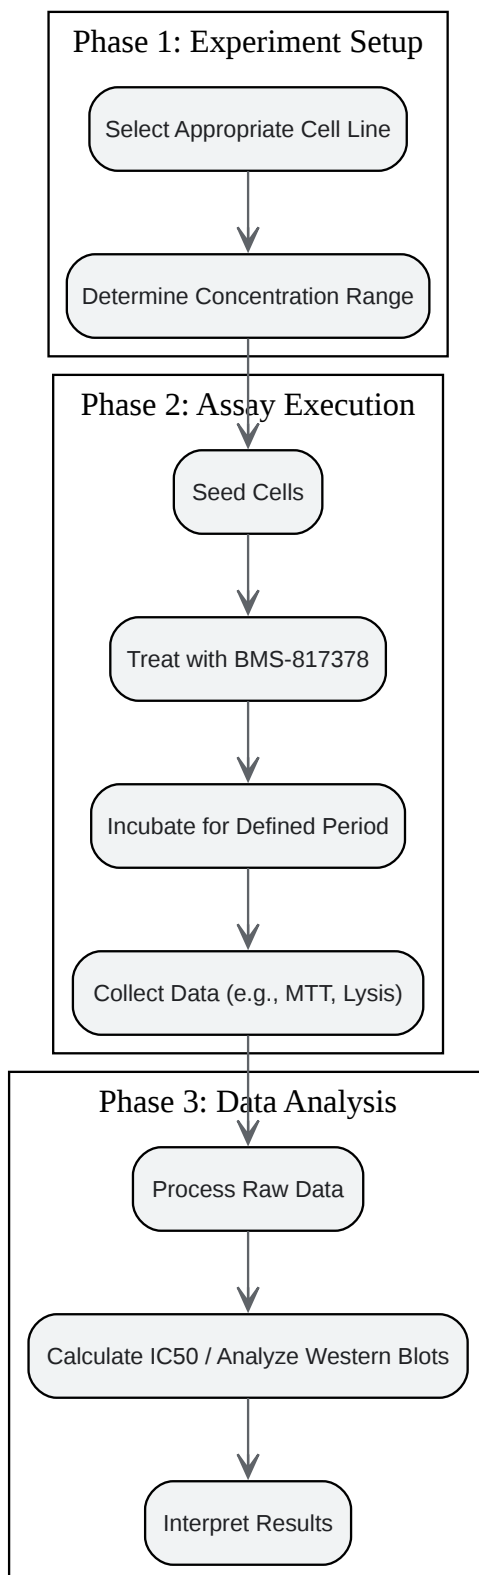 Phase 1: Experiment Setup
Select Appropriate Cell Line
Determine Concentration Range
Phase 2: Assay Execution
Seed Cells
Treat with BMS-817378
Incubate for Defined Period
Collect Data (e.g., MTT, Lysis)
Phase 3: Data Analysis
Process Raw Data
Calculate IC50 / Analyze Western Blots
Interpret Results